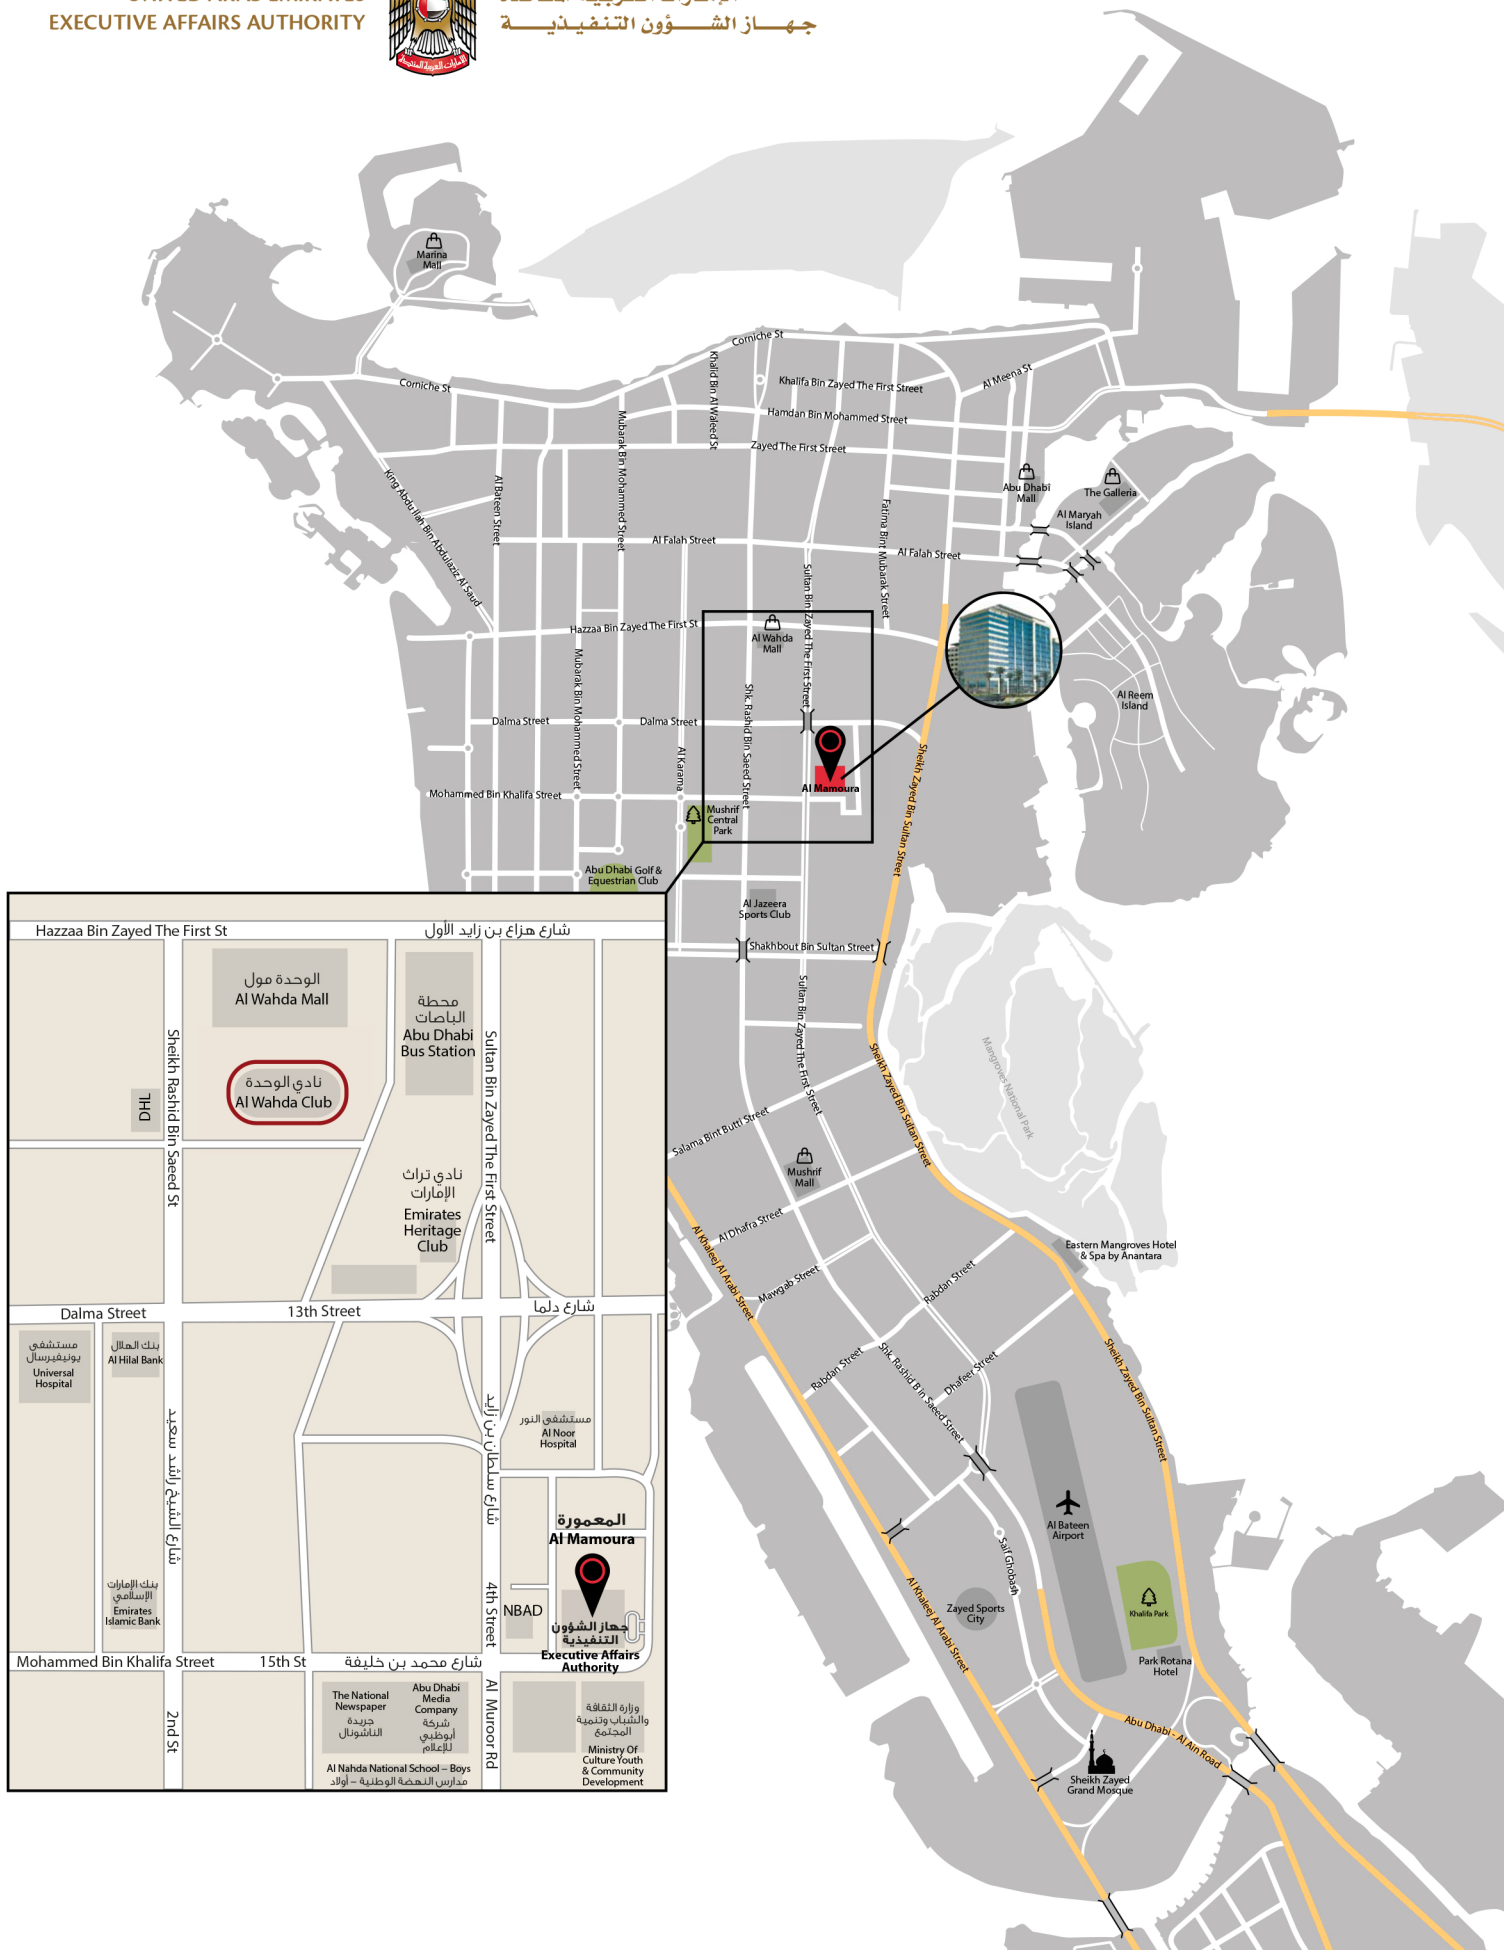 EXECUTIVE AFFAIRS AUTHORITY
جهـاز الشـؤون التنفيـذيـة
Marina
Mall
Corniche St
Corniche St
Khalid Bin Al Waleed St
Khalifa Bin Zayed The First Street
Al Meena St
Hamdan Bin Mohammed Street
Zayed The First Street
Mubarak Bin Mohammed Street
King Abdullah Bin Abdulaziz Al Saud
Al Bateen Street
Abu Dhabi
Mall
The Galleria
Al Maryah
Island
Fatima Bint Mubarak Street
Al Falah Street
Al Falah Street
Sultan Bin Zayed The First Street
Hazzaa Bin Zayed The First St
Al Wahda
Mall
Mubarak Bin Mohammed Street
Shk. Rashid Bin Saeed Street
Al Reem
Island
Dalma Street
Dalma Street
Al Karama
Sheikh Zayed Bin Sultan Street
Al Mamoura
Mohammed Bin Khalifa Street
Mushrif
Central
Park
Abu Dhabi Golf &
Equestrian Club
Al Jazeera
Sports Club
Shakhbout Bin Sultan Street
Sultan Bin Zayed The First Street
Sheikh Zayed Bin Sultan Street
Mangroves National Park
Salama Bint Butti Street
Mushrif
Mall
Al Dhafra Street
Al Khaleej Al Arabi Street
Mawgab Street
Eastern Mangroves Hotel
& Spa by Anantara
Rabdan Street
Rabdan Street
Shk. Rashid B in Saeed Street
Dhafeer Street
Sheikh Zayed Bin Sultan Street
Al Bateen
Airport
Saif Ghobash
Al Khaleej Al Arabi Street
Zayed Sports
City
Khalifa Park
Park Rotana
Hotel
Abu Dhabi - Al Ain Road
Sheikh Zayed
Grand Mosque
Hazzaa Bin Zayed The First St
شارع هزاع بن زايد الأول
الوحدة مول
Al Wahda Mall
محطة
الباصات
Abu Dhabi
Bus Station
نادي الوحدة
Al Wahda Club
DHL
Sheikh Rashid Bin Saeed St
Sultan Bin Zayed The First Street
نادي تراث
الإمارات
Emirates
Heritage
Club
Dalma Street
13th Street
شارع دلما
مستشفى
يونيفيرسال
Universal
Hospital
بنك الهلال
Al Hilal Bank
شارع الشيخ راشد سعيد
شارع سلطان بن زايد
مستشفى النور
Al Noor
Hospital
المعمورة
Al Mamoura
4th Street
NBAD
جهاز الشؤون
التنفيذية
Executive Affairs
Authority
بنك الإمارات
الإسلامي
Emirates
Islamic Bank
Mohammed Bin Khalifa Street
15th St
شارع محمد بن خليفة
2nd St
Al Muroor Rd
The National
Newspaper
جريدة
الناشونال
Abu Dhabi
Media
Company
شركة
أبوظبي
للإعلام
Al Nahda National School – Boys
مدارس النهضة الوطنية – أولاد
وزارة الثقافة
والشباب وتنمية
المجتمع
Ministry Of
Culture Youth
& Community
Development